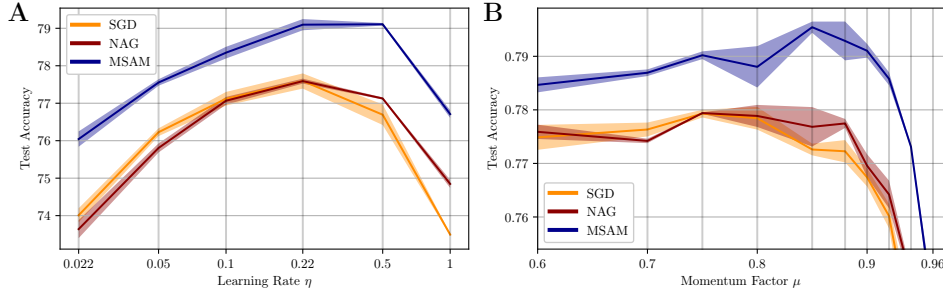 A
SGD
NAG
MSAM
Test Accuracy
79
78
77
76
75
74
0.022
0.05
0.1
0.22
0.5
1
Learning Rate η
B
Test Accuracy
0.79
0.78
0.77
0.76
SGD
NAG
MSAM
0.6
0.7
0.8
0.9
0.96
Momentum Factor μ